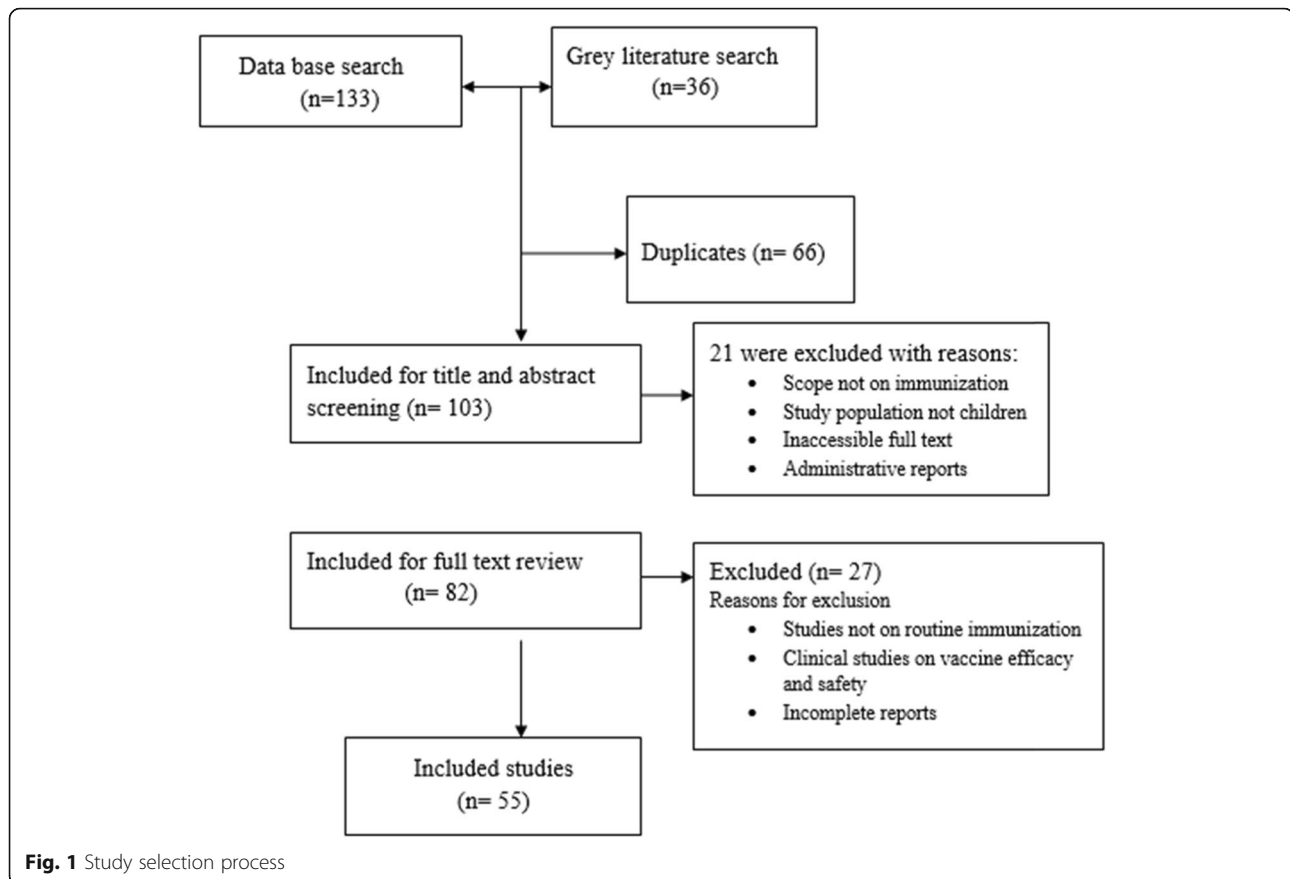 Data base search
(n=133)
Grey literature search
(n=36)
Duplicates (n= 66)
Included for title and abstract
screening (n= 103)
21 were excluded with reasons:
• Scope not on immunization
• Study population not children
• Inaccessible full text
• Administrative reports
Included for full text review
(n= 82)
Excluded (n= 27)
Reasons for exclusion
• Studies not on routine immunization
• Clinical studies on vaccine efficacy
and safety
• Incomplete reports
Included studies
(n= 55)
Fig. 1 Study selection process